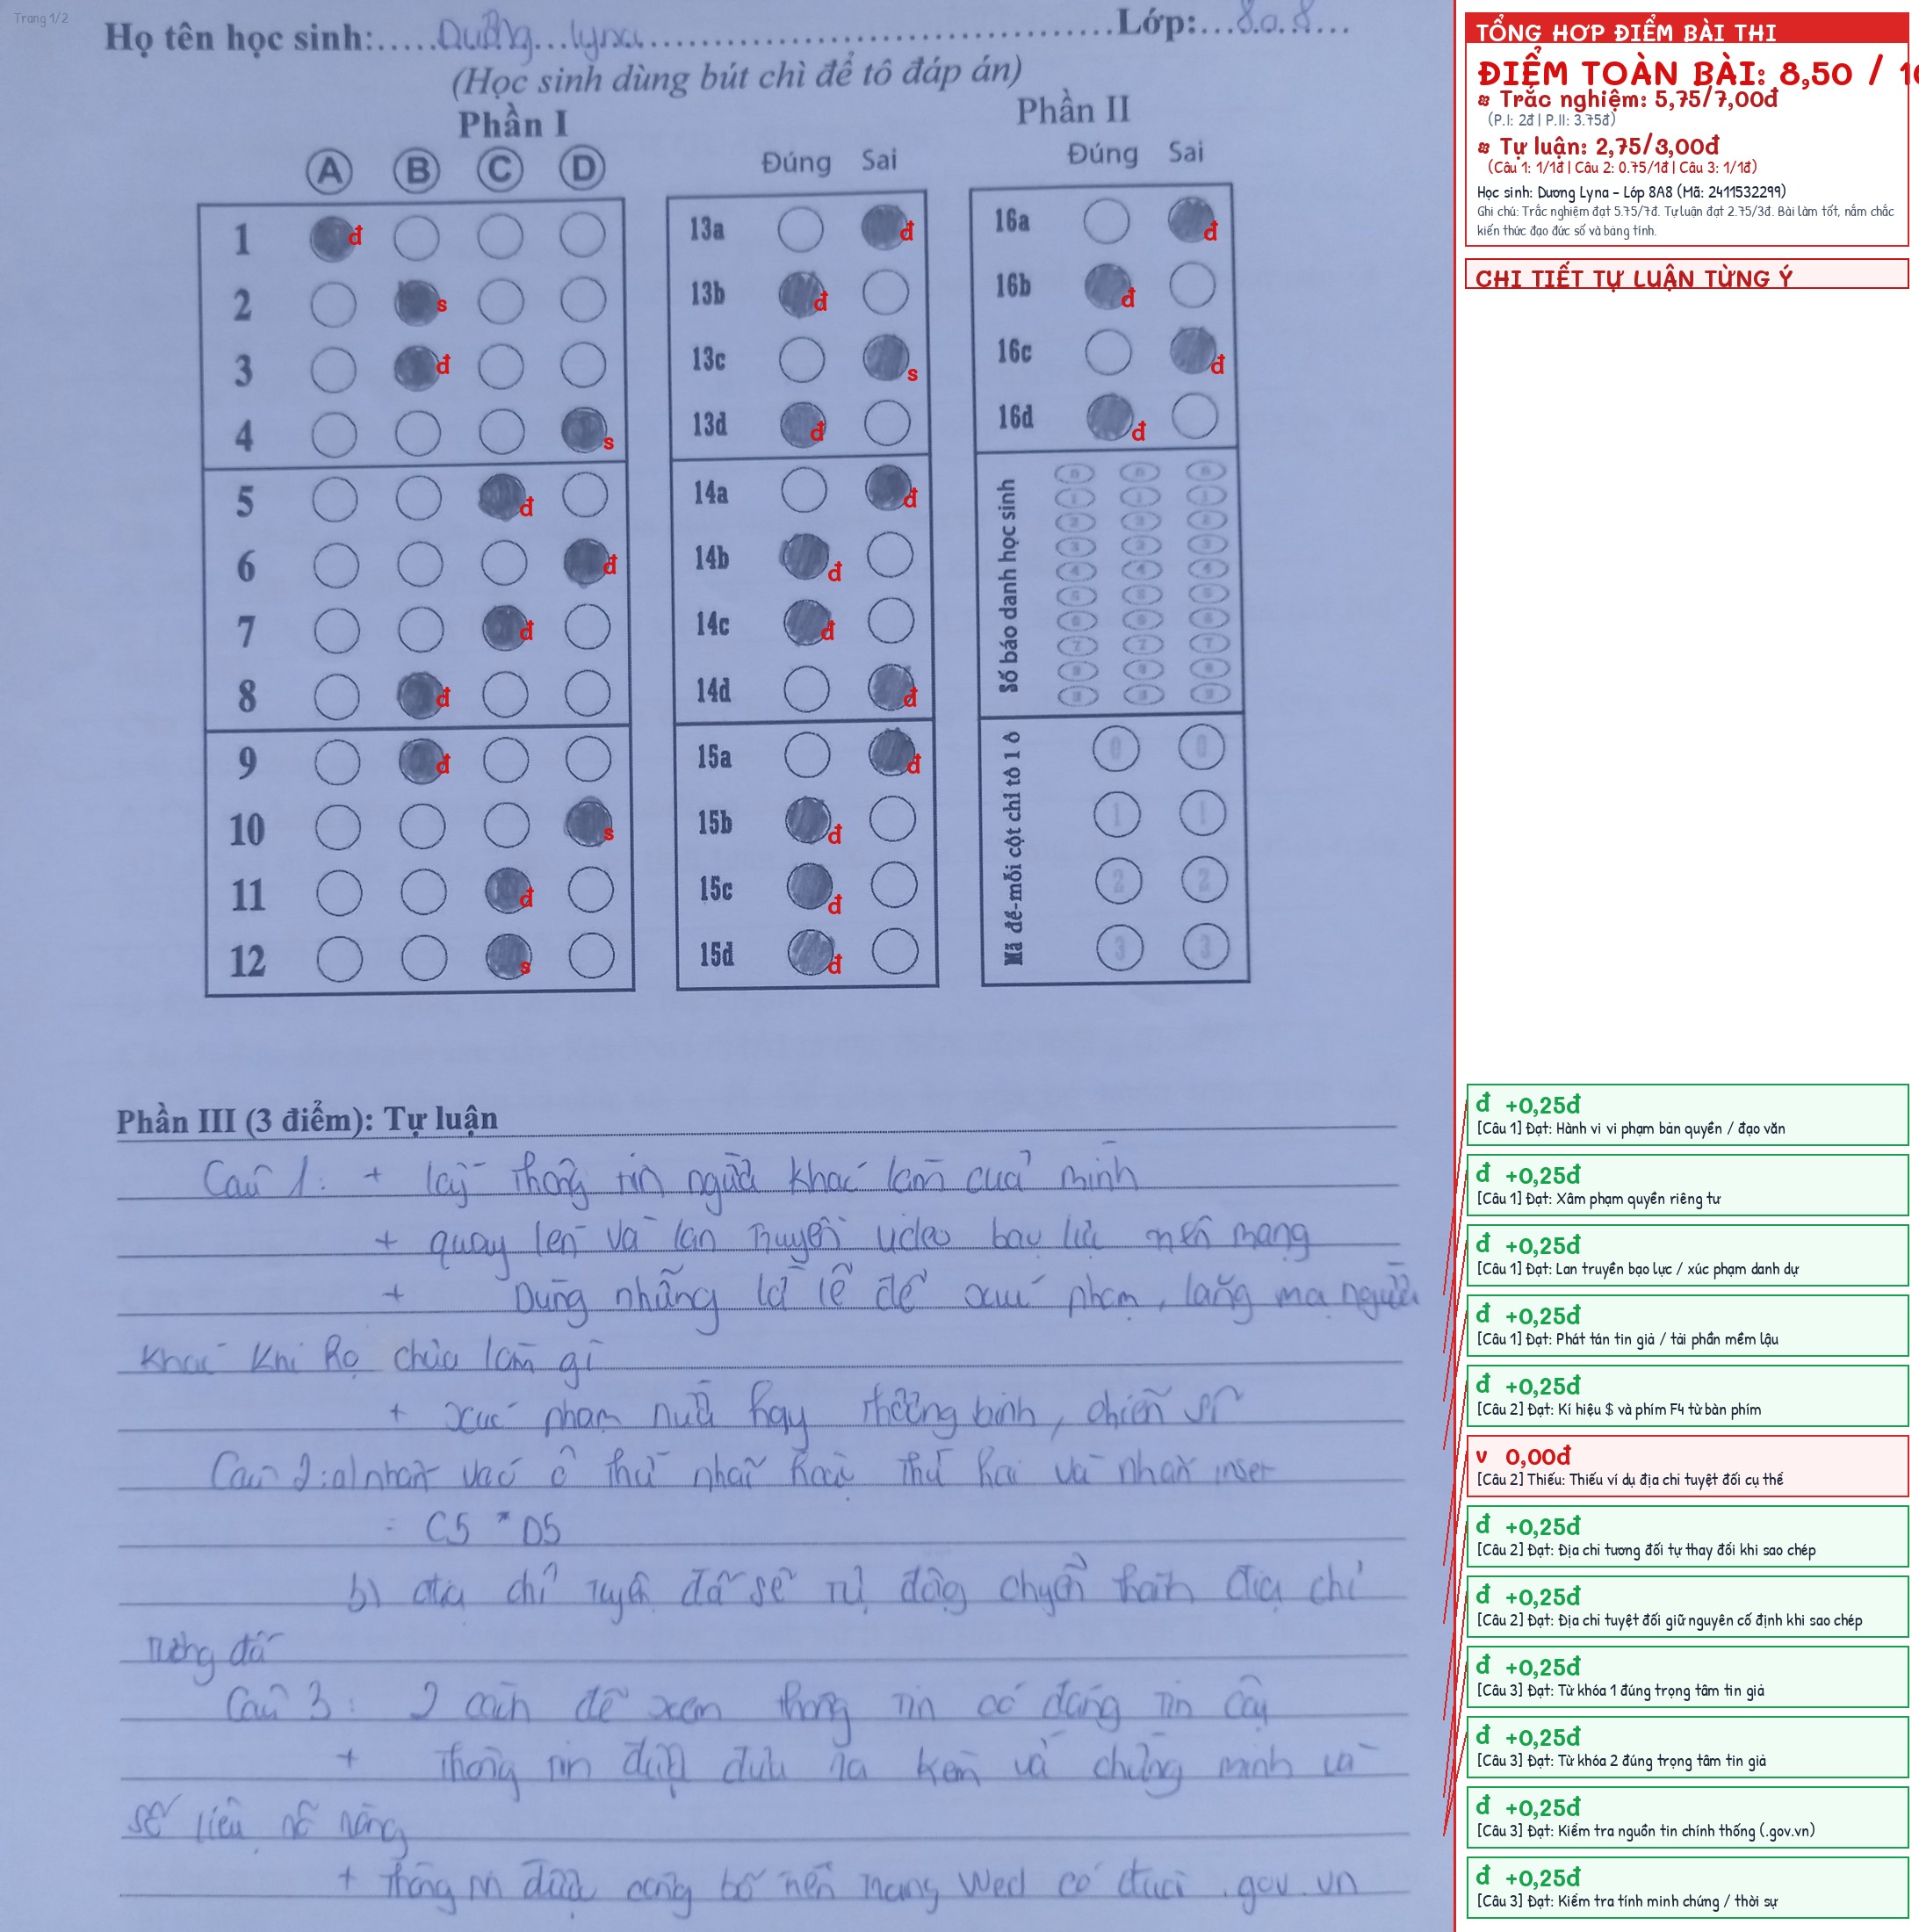 Trang 1/2
Họ tên học sinh:.....Dương...lyna.......Lớp:...8.a.8...
(Học sinh dùng bút chì để tô đáp án)
Phần I
Phần II
A B C D
Đúng Sai
Đúng Sai
1 đ
2 s
3 đ
4 s
5 đ
6 đ
7 đ
8 đ
9 đ
10 s
11 đ
12 s
13a đ
13b đ
13c s
13d đ
14a đ
14b đ
14c đ
14d đ
15a đ
15b đ
15c đ
15d đ
16a đ
16b đ
16c đ
16d đ
Số báo danh học sinh
Mã đề-mỗi cột chỉ tô 1 ô
0 0
1 1
2 2
3 3
Phần III (3 điểm): Tự luận
Câu 1: + lấy thông tin người khác làm của mình
+ quay lén và lan truyền video bạo lực trên mạng
+ Dùng những lời lẽ để xúc phạm, lăng mạ người
khác khi họ chưa làm gì
+ xúc phạm thương binh, chiến sĩ
Câu 2: a) nhấn vào ô thứ nhất thứ hai và nhấn inset
= C5 * D5
b) địa chỉ tuyệt đối sẽ tự động chuyển thành địa chỉ
tương đối
Câu 3: 2 cách để xem thông tin có đáng tin cậy
+ thông tin được đưa ra kèm và chứng minh và
số liệu rõ ràng
+ thông tin được công bố trên trang Wed có đuôi .gov.vn
TỔNG HỢP ĐIỂM BÀI THI
ĐIỂM TOÀN BÀI: 8,50 / 10
Trắc nghiệm: 5,75/7,00đ
(P.I: 2đ | P.II: 3.75đ)
Tự luận: 2,75/3,00đ
(Câu 1: 1/1đ | Câu 2: 0.75/1đ | Câu 3: 1/1đ)
Học sinh: Dương Lyna - Lớp 8A8 (Mã: 2411532299)
Ghi chú: Trắc nghiệm đạt 5.75/7đ. Tự luận đạt 2.75/3đ. Bài làm tốt, nắm chắc
kiến thức đạo đức số và bảng tính.
CHI TIẾT TỰ LUẬN TỪNG Ý
đ +0,25đ
[Câu 1] Đạt: Hành vi vi phạm bản quyền / đạo văn
đ +0,25đ
[Câu 1] Đạt: Xâm phạm quyền riêng tư
đ +0,25đ
[Câu 1] Đạt: Lan truyền bạo lực / xúc phạm danh dự
đ +0,25đ
[Câu 1] Đạt: Phát tán tin giả / tải phần mềm lậu
đ +0,25đ
[Câu 2] Đạt: Kí hiệu $ và phím F4 từ bàn phím
v 0,00đ
[Câu 2] Thiếu: Thiếu ví dụ địa chỉ tuyệt đối cụ thể
đ +0,25đ
[Câu 2] Đạt: Địa chỉ tương đối tự thay đổi khi sao chép
đ +0,25đ
[Câu 2] Đạt: Địa chỉ tuyệt đối giữ nguyên cố định khi sao chép
đ +0,25đ
[Câu 3] Đạt: Từ khóa 1 đúng trọng tâm tin giả
đ +0,25đ
[Câu 3] Đạt: Từ khóa 2 đúng trọng tâm tin giả
đ +0,25đ
[Câu 3] Đạt: Kiểm tra nguồn tin chính thống (.gov.vn)
đ +0,25đ
[Câu 3] Đạt: Kiểm tra tính minh chứng / thời sự